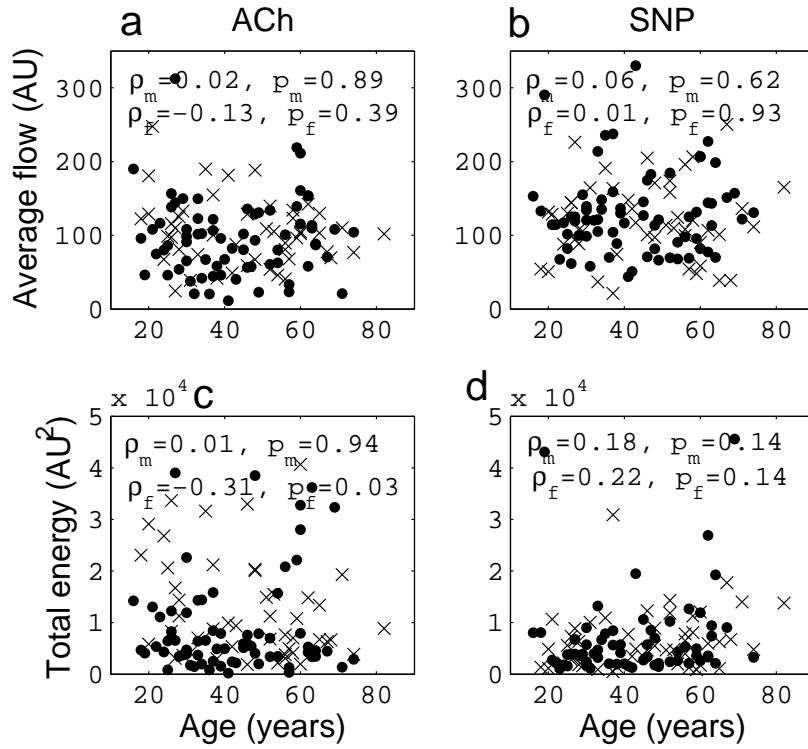 a ACh
b SNP
Average flow (AU)
300
200
100
0
ρm=0.02, pm=0.89
ρf=−0.13, pf=0.39
20 40 60 80
300
200
100
0
ρm=0.06, pm=0.62
ρf=0.01, pf=0.93
20 40 60 80
x 10^4 c
x 10^4 d
Total energy (AU²)
5
4
3
2
1
0
ρm=0.01, pm=0.94
ρf=−0.31, pf=0.03
20 40 60 80
Age (years)
5
4
3
2
1
0
ρm=0.18, pm=0.14
ρf=0.22, pf=0.14
20 40 60 80
Age (years)